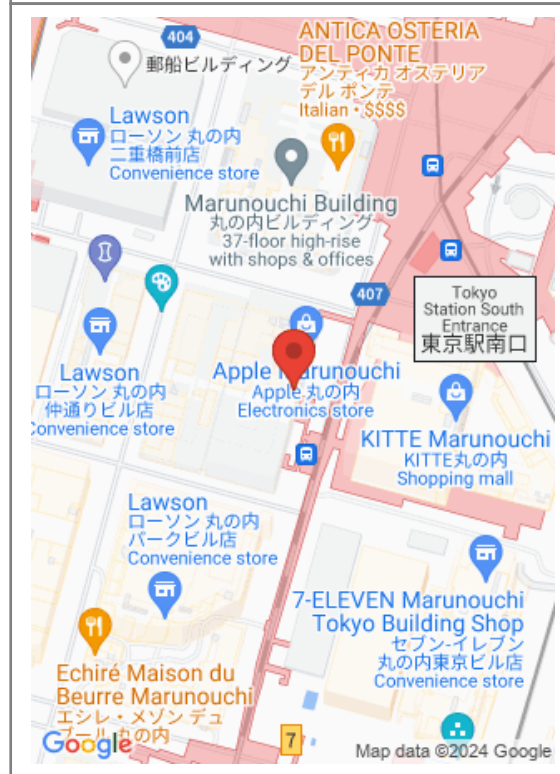 404
郵船ビルディング
ANTICA OSTERIA
DEL PONTE
アンティカ オステリア
デル ポンテ
Italian・$$$$
Lawson
ローソン 丸の内
二重橋前店
Convenience store
Marunouchi Building
丸の内ビルディング
37-floor high-rise
with shops & offices
407
Tokyo
Station South
Entrance
東京駅南口
Apple Marunouchi
Apple 丸の内
Electronics store
Lawson
ローソン 丸の内
仲通りビル店
Convenience store
KITTE Marunouchi
KITTE丸の内
Shopping mall
Lawson
ローソン 丸の内
パークビル店
Convenience store
7-ELEVEN Marunouchi
Tokyo Building Shop
セブン-イレブン
丸の内東京ビル店
Convenience store
Echiré Maison du
Beurre Marunouchi
エシレ・メゾン デュ
ブール 丸の内
Google
7
Map data ©2024 Google